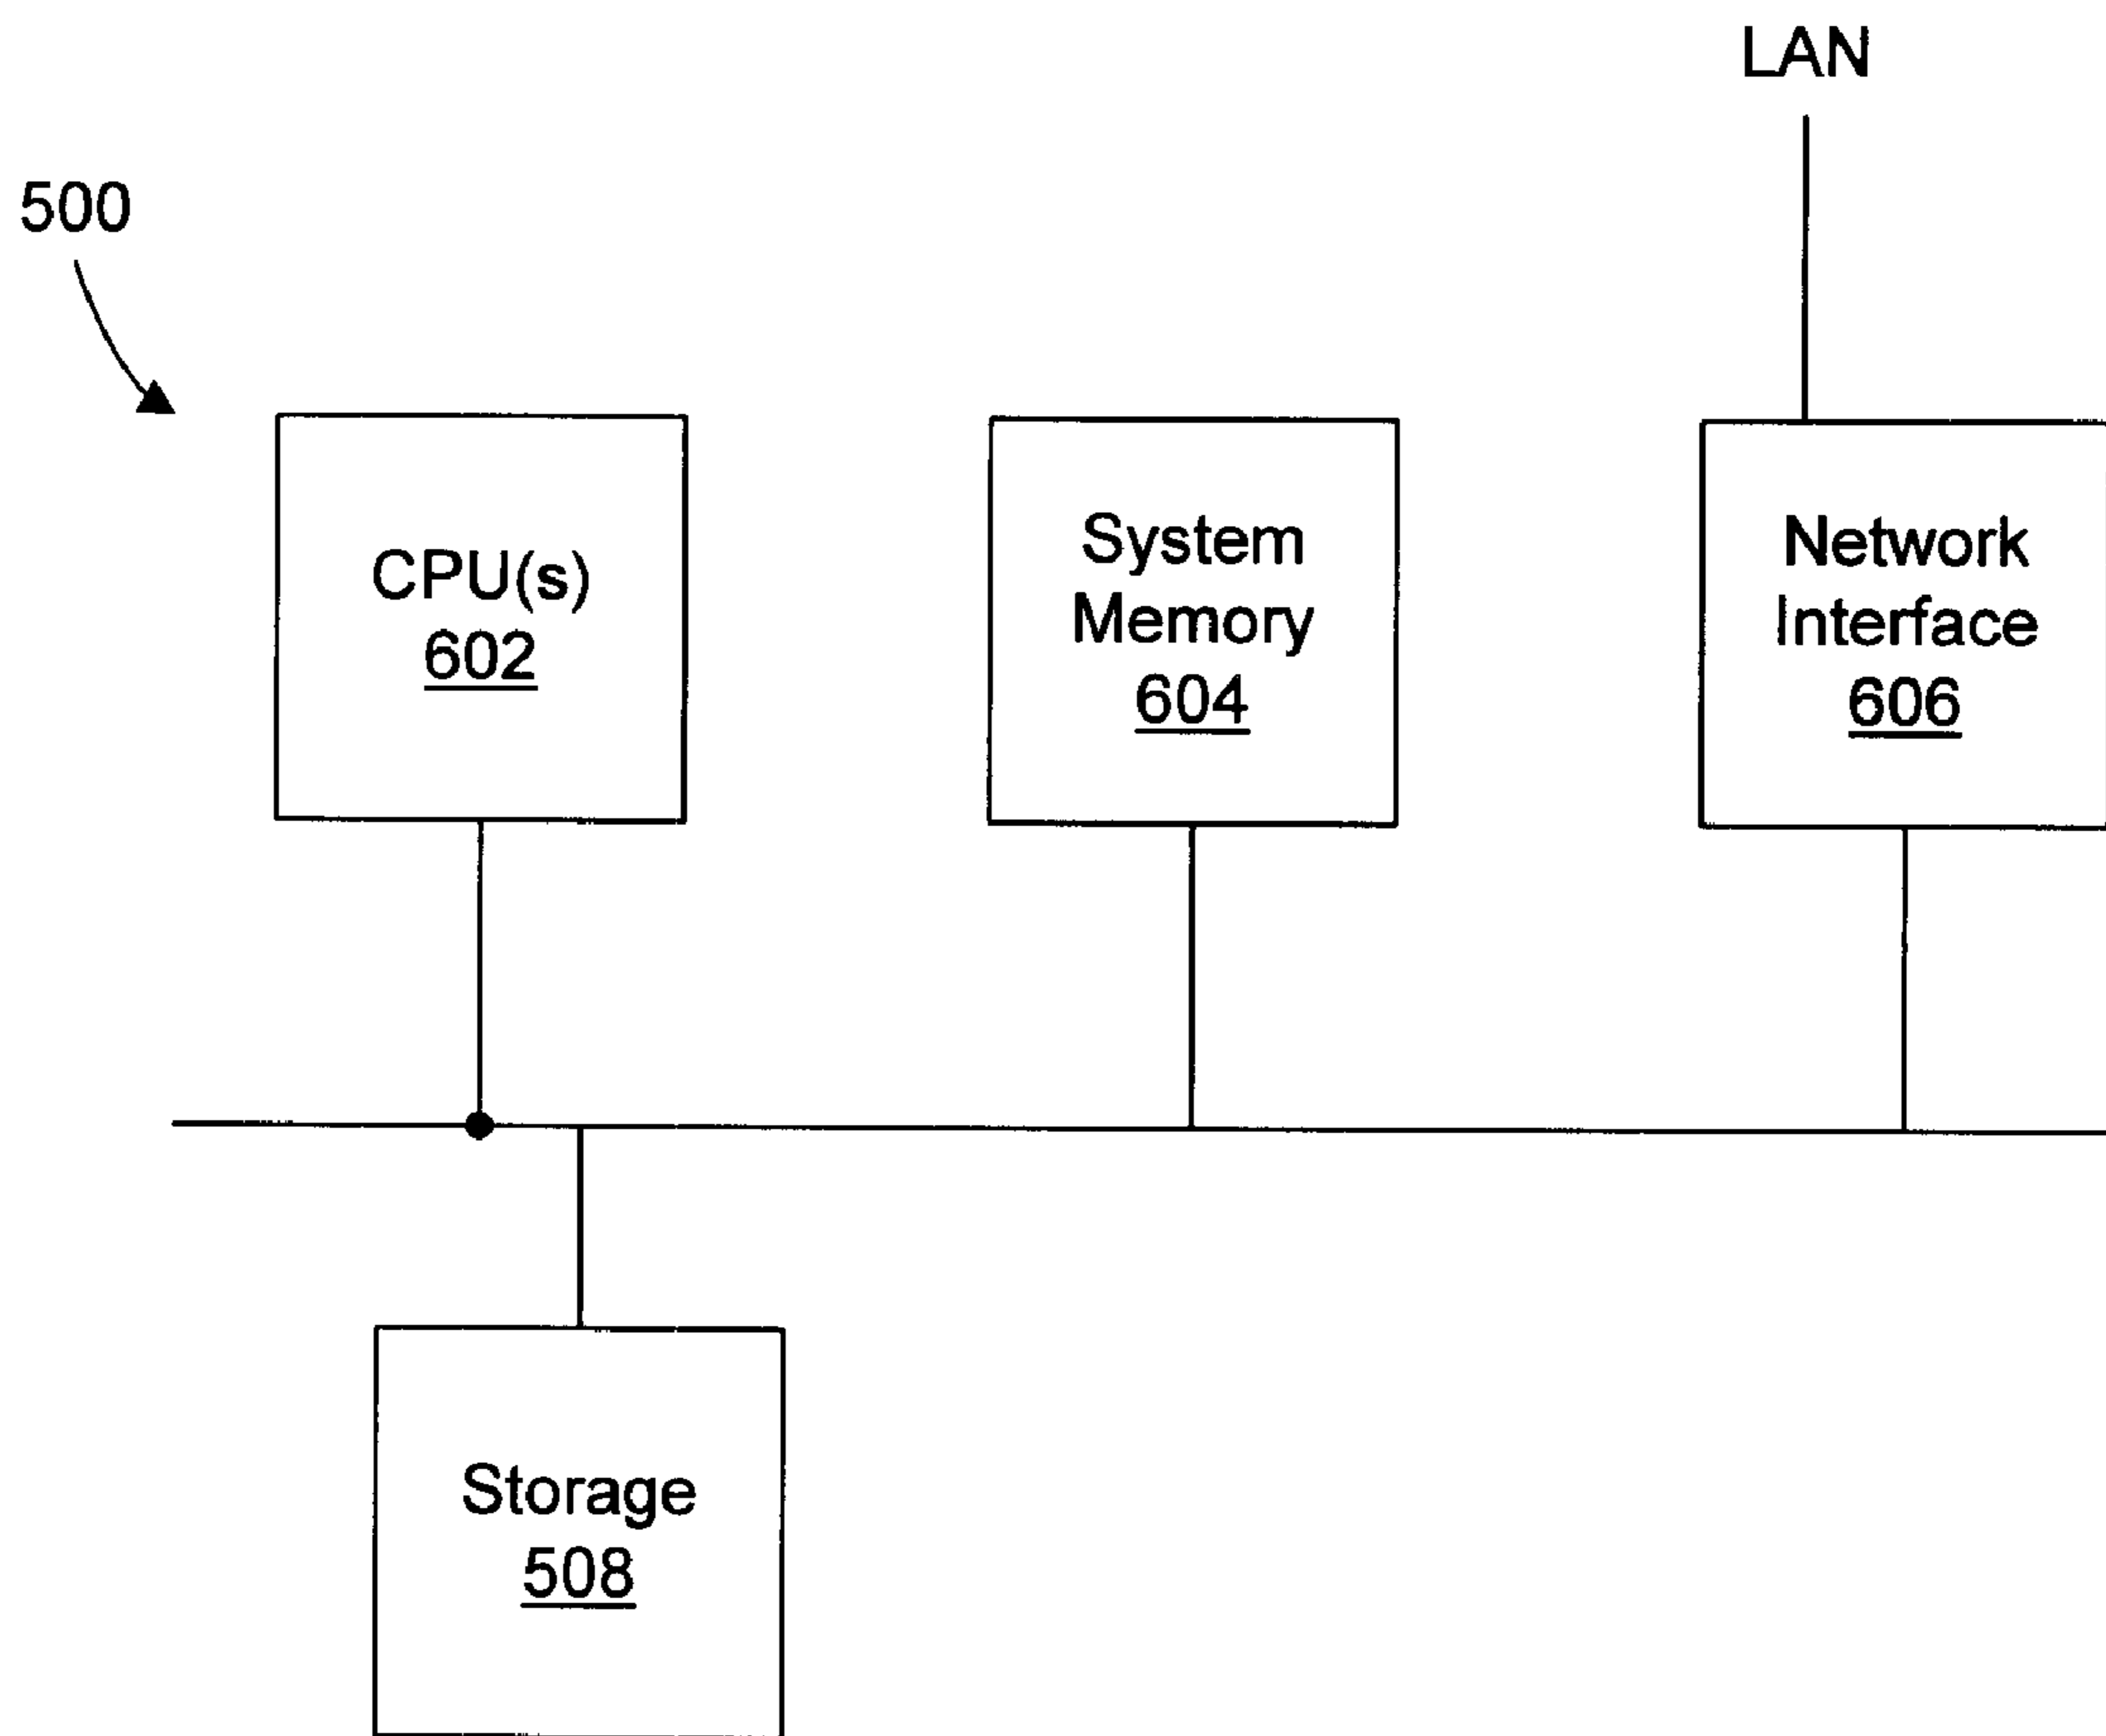 LAN
500
CPU(s)
602
System
Memory
604
Network
Interface
606
Storage
508